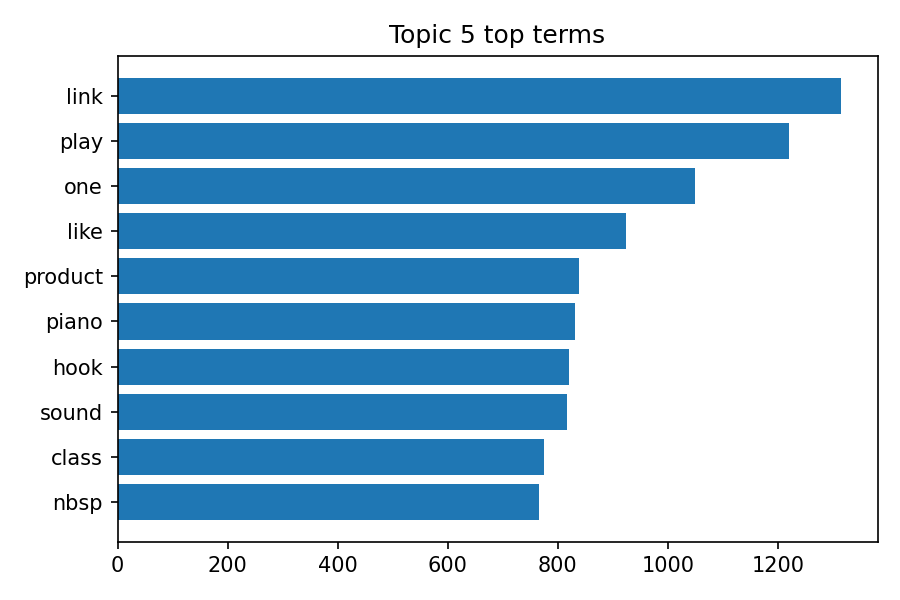 Topic 5 top terms
link
play
one
like
product
piano
hook
sound
class
nbsp
0 200 400 600 800 1000 1200